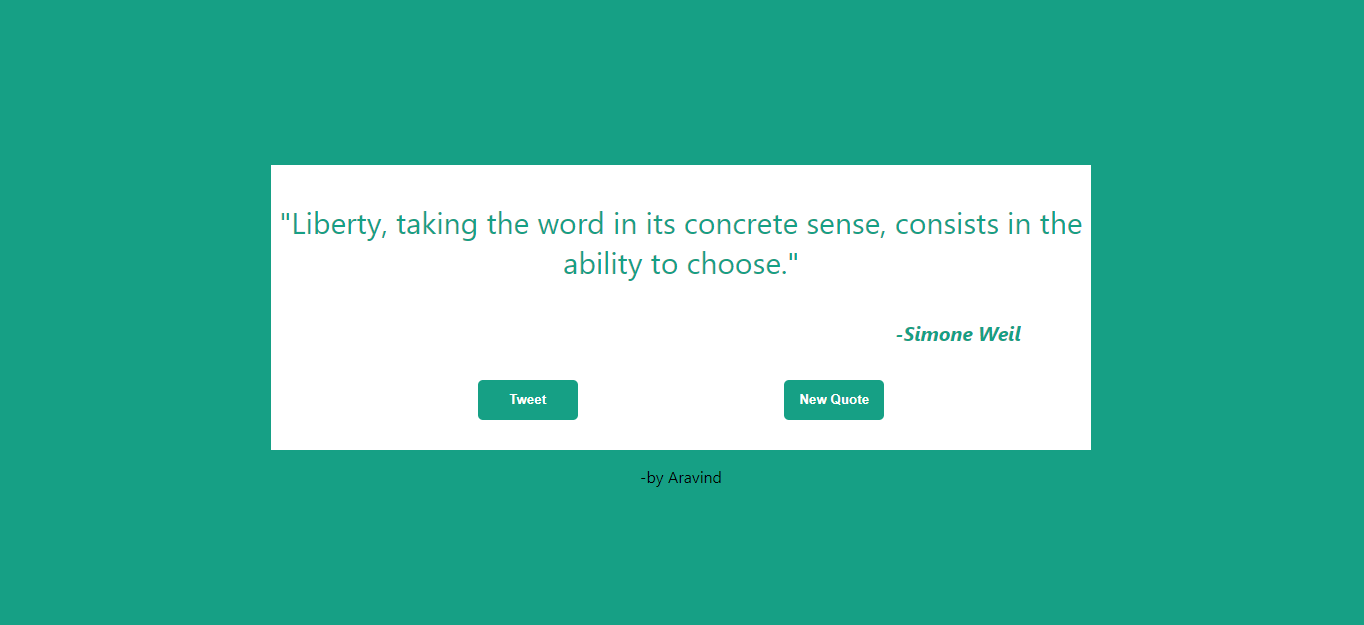 "Liberty, taking the word in its concrete sense, consists in the
ability to choose."
-Simone Weil
Tweet
New Quote
-by Aravind